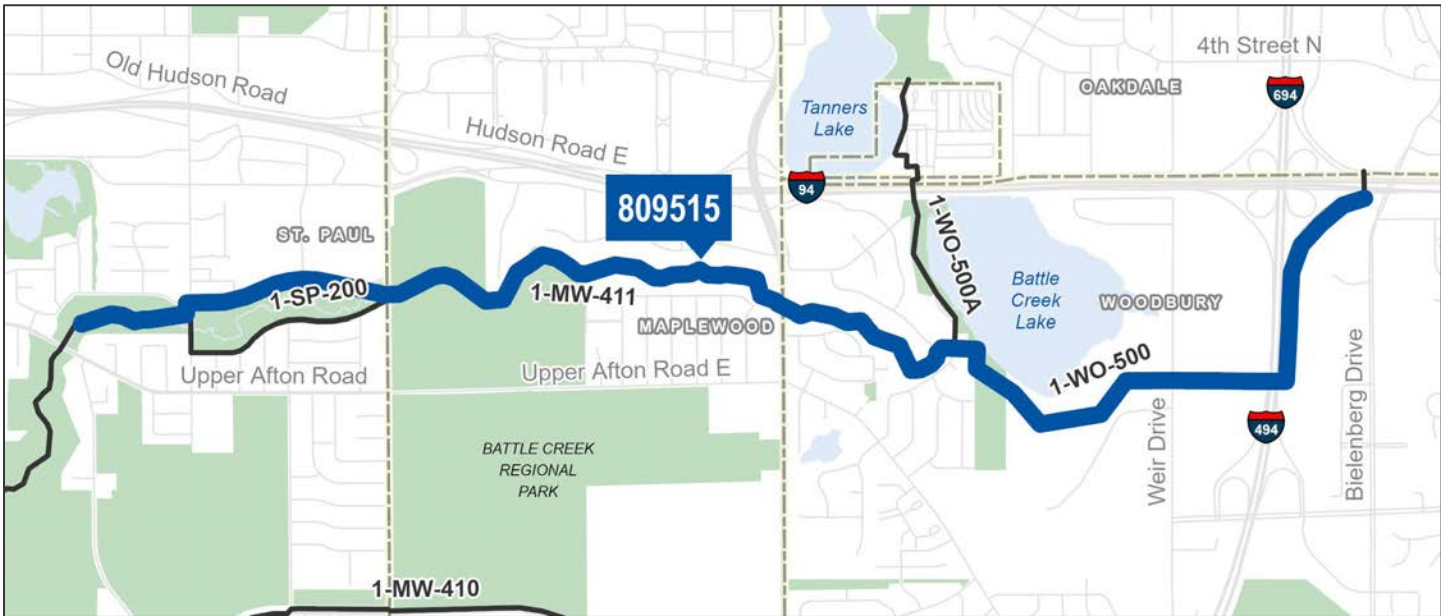 4th Street N
Old Hudson Road
OAKDALE
694
Tanners
Lake
Hudson Road E
94
809515
ST. PAUL
1-WO-500A
1-SP-200
1-MW-411
Battle
Creek
Lake
WOODBURY
MAPLEWOOD
1-WO-500
Upper Afton Road
Upper Afton Road E
Bielenberg Drive
Weir Drive
494
BATTLE CREEK
REGIONAL
PARK
1-MW-410